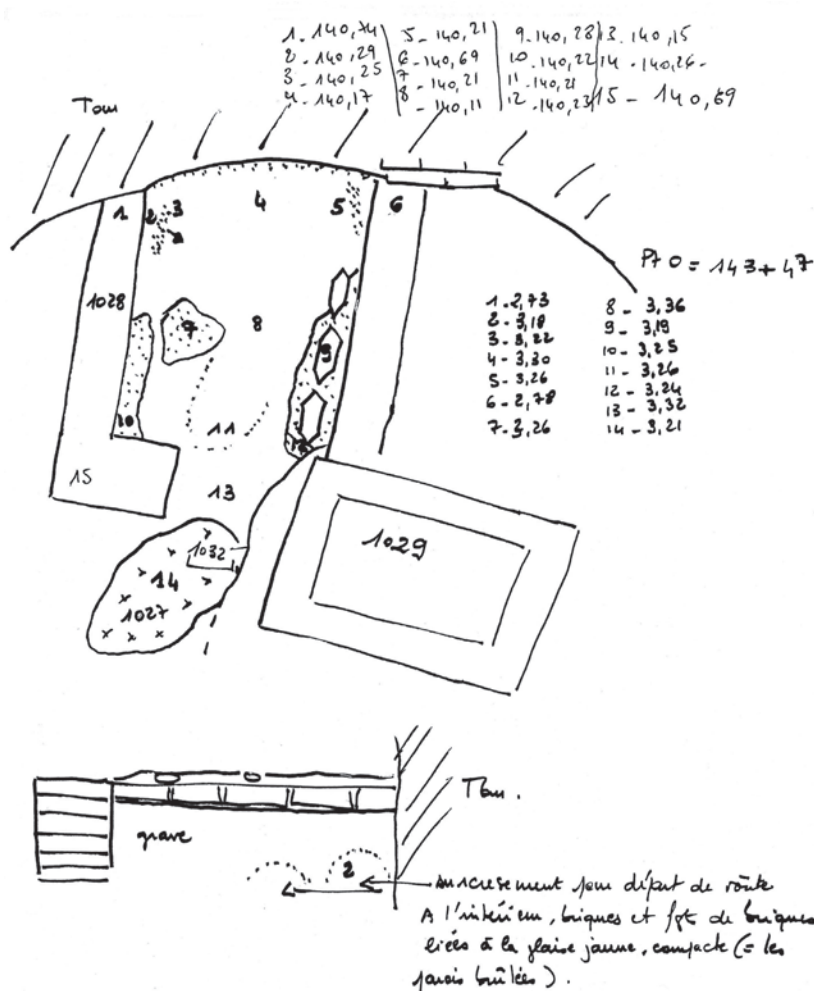 1- 140,74 5- 140,21 9- 140,28 13. 140,15
2- 140,29 6- 140,69 10- 140,22 14 - 140,26-
3 - 140,25 7 - 140,21 11 - 140,21
4- 140,17 8 - 140,11 12 - 140,23 15 - 140,69
Tour
1 2 3 4 5 6
Pt 0 = 143+47
1028
1- 2,73 8 - 3,36
2- 3,18 9 - 3,19
3- 3,22 10 - 3,25
4- 3,30 11 - 3,26
5- 3,26 12 - 3,24
6- 2,78 13 - 3,32
7- 3,26 14 - 3,21
7 8 9
10 11 12
15 13
1032 1029
14
1027
Tour.
grave
2
pour départ de voûte
A l'intérieur, briques et fgts de briques
liées à la glaise jaune, compacte (= les
parois brûlées).